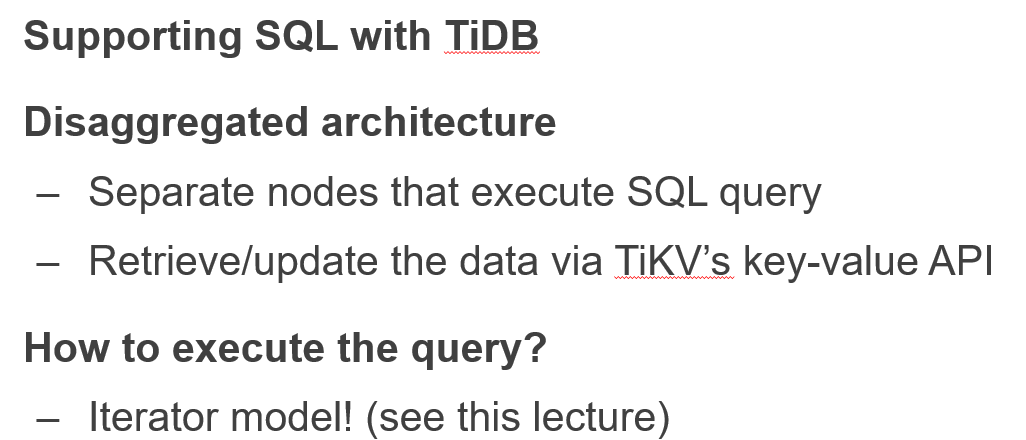 Supporting SQL with TiDB
Disaggregated architecture
– Separate nodes that execute SQL query
– Retrieve/update the data via TiKV’s key-value API
How to execute the query?
– Iterator model! (see this lecture)